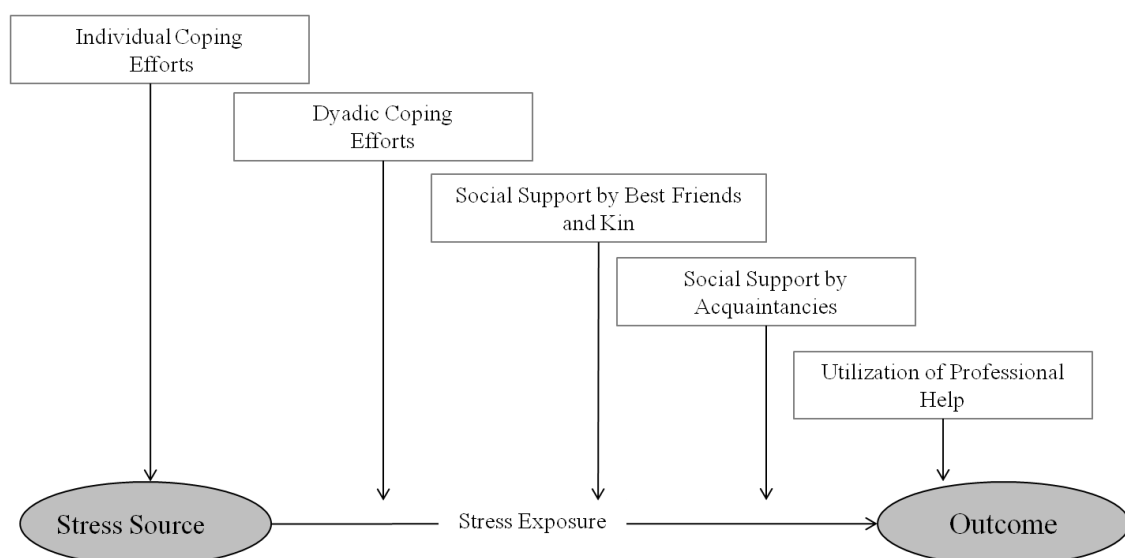 Individual Coping
Efforts
Dyadic Coping
Efforts
Social Support by Best Friends
and Kin
Social Support by
Acquaintancies
Utilization of Professional
Help
Stress Source
Stress Exposure
Outcome